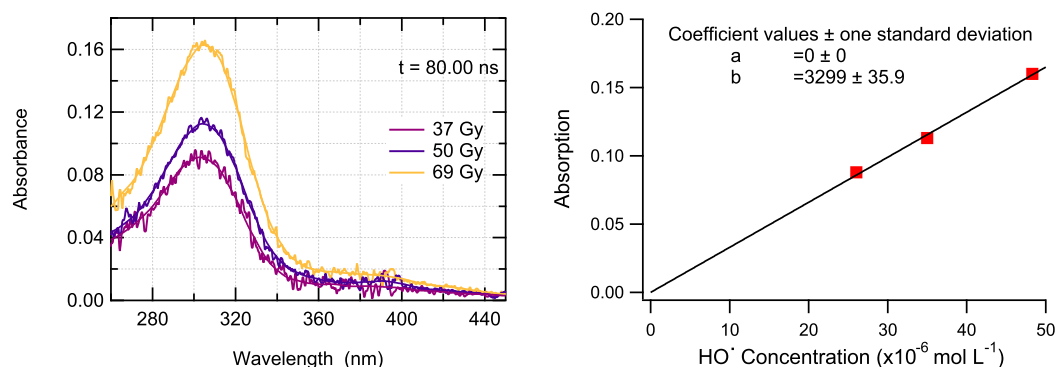 0.16
0.12
0.08
0.04
0.00
Absorbance
t = 80.00 ns
37 Gy
50 Gy
69 Gy
280 320 360 400 440
Wavelength (nm)
0.20
0.15
0.10
0.05
0.00
Absorption
Coefficient values ± one standard deviation
a =0 ± 0
b =3299 ± 35.9
0 10 20 30 40 50
HO˙ Concentration (x10⁻⁶ mol L⁻¹)